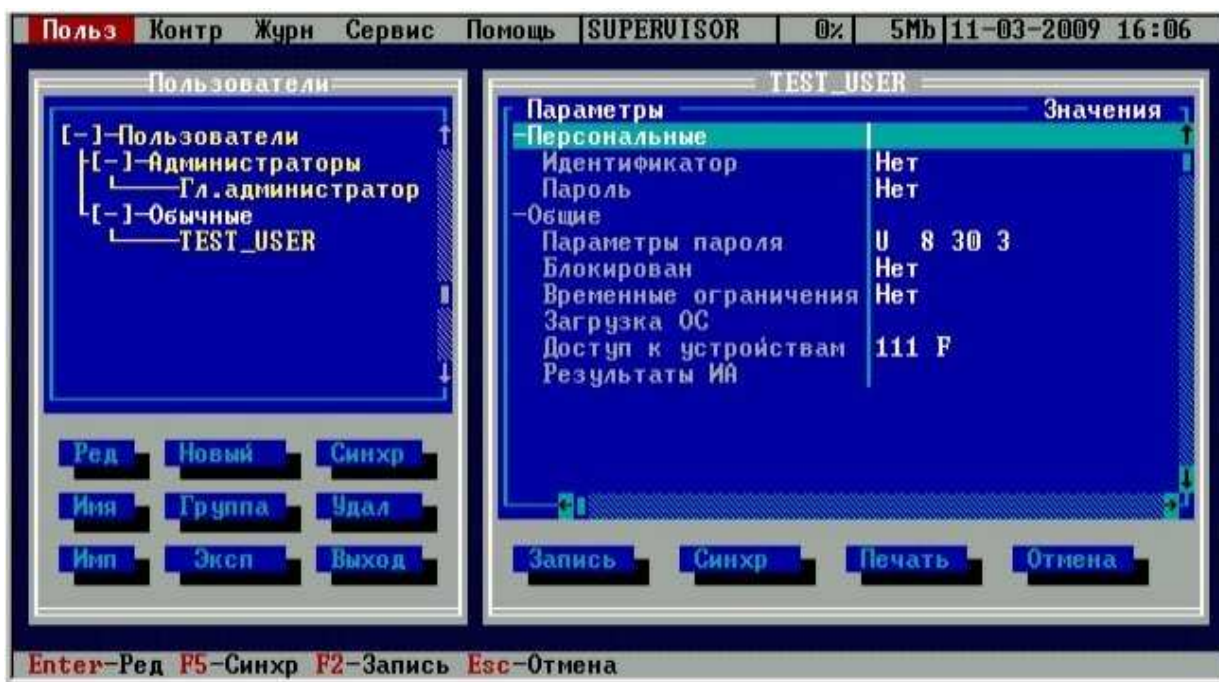 Польз Контр Журн Сервис Помощь SUPERVISOR 0% 5Mb 11-03-2009 16:06
Пользователи
[-]-Пользователи
[-]-Администраторы
Гл.администратор
[-]-Обычные
TEST_USER
Ред Новый Синхр
Имя Группа Удал
Имп Эксп Выход
TEST_USER
Параметры Значения
-Персональные
Идентификатор Нет
Пароль Нет
-Общие
Параметры пароля U 8 30 3
Блокирован Нет
Временные ограничения Нет
Загрузка ОС
Доступ к устройствам 111 F
Результаты ИА
Запись Синхр Печать Отмена
Enter-Ред F5-Синхр F2-Запись Esc-Отмена